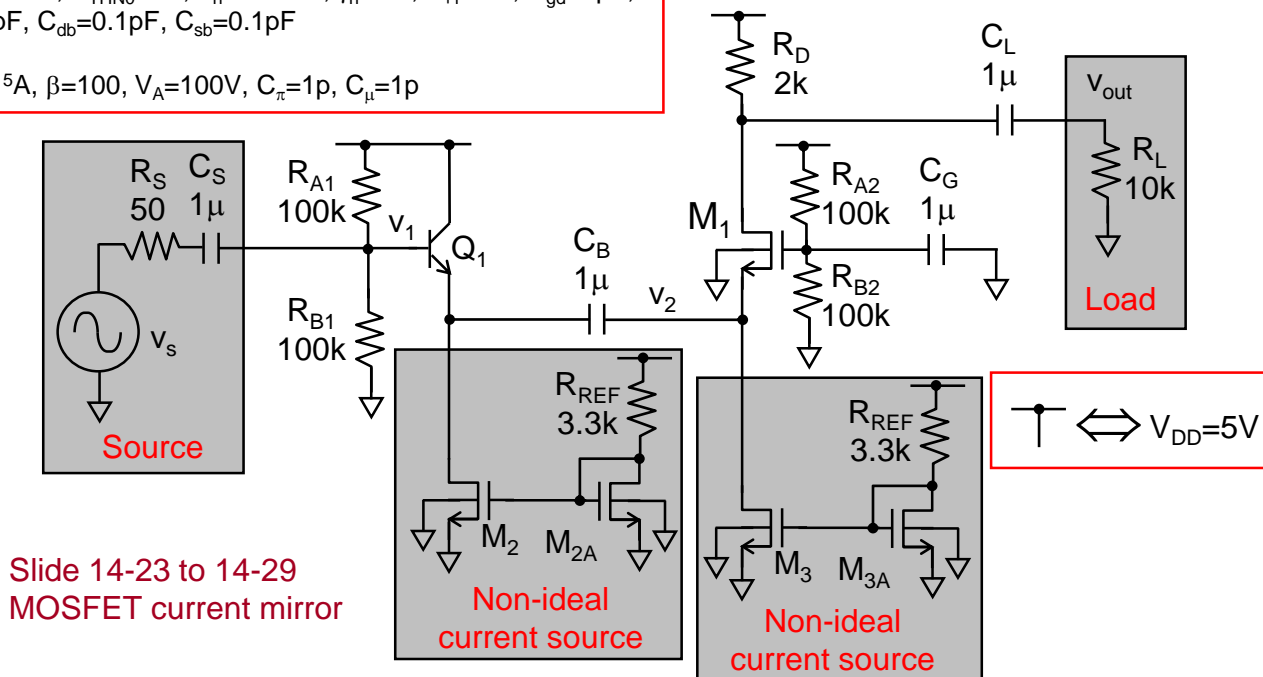 pF, C_db=0.1pF, C_sb=0.1pF
⁵A, β=100, V_A=100V, C_π=1p, C_μ=1p
R_D
2k
C_L
1μ
v_out
R_L
10k
Load
R_S
50
C_S
1μ
v_s
Source
R_A1
100k
v_1
Q_1
R_B1
100k
C_B
1μ
v_2
M_1
R_A2
100k
C_G
1μ
R_B2
100k
R_REF
3.3k
M_2
M_2A
Non-ideal
current source
R_REF
3.3k
M_3
M_3A
Non-ideal
current source
V_DD=5V
Slide 14-23 to 14-29
MOSFET current mirror